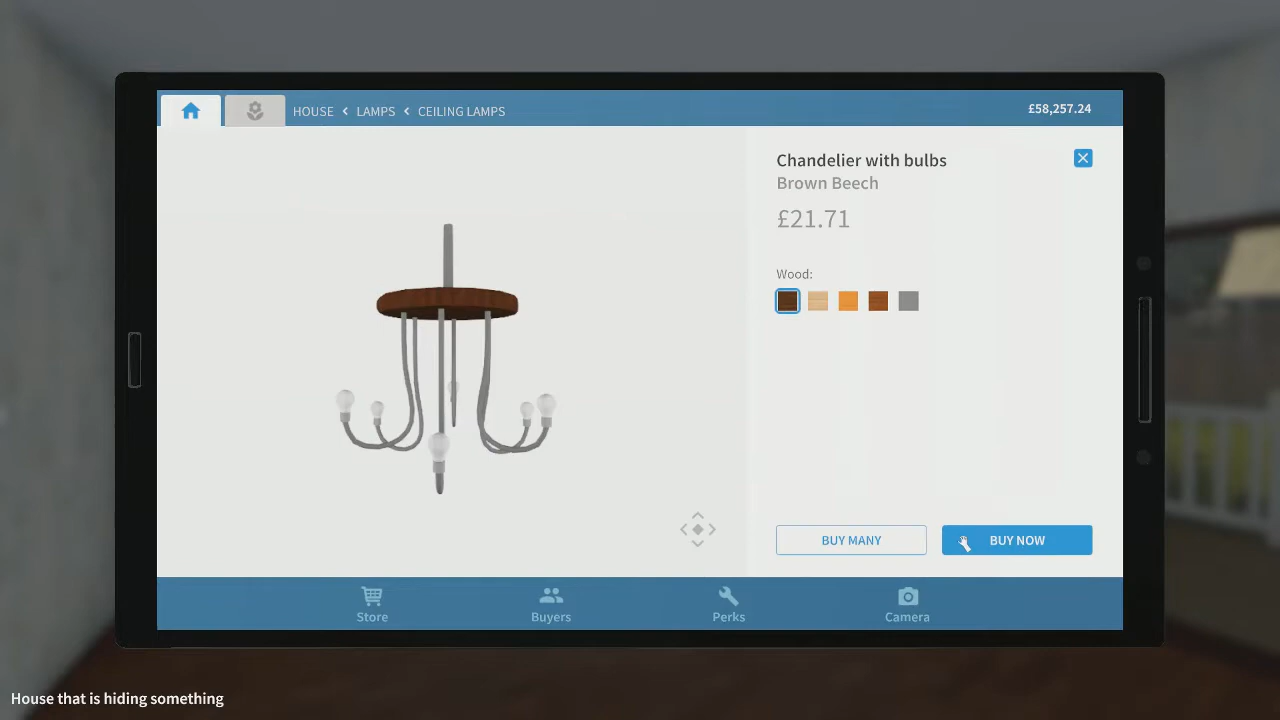 HOUSE < LAMPS < CEILING LAMPS
£58,257.24
Chandelier with bulbs
Brown Beech
£21.71
Wood:
BUY MANY
BUY NOW
Store
Buyers
Perks
Camera
House that is hiding something